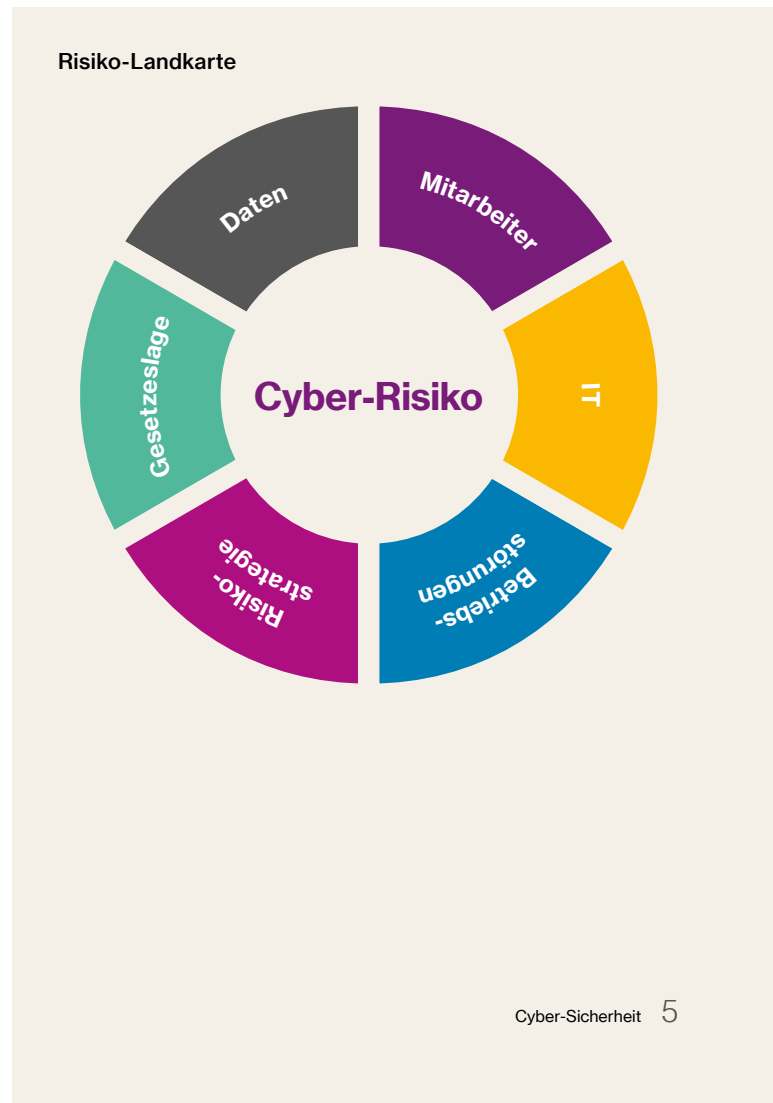 Risiko-Landkarte
Daten
Mitarbeiter
Gesetzeslage
Cyber-Risiko
IT
Risiko-
strategie
Betriebs-
störungen
Cyber-Sicherheit 5